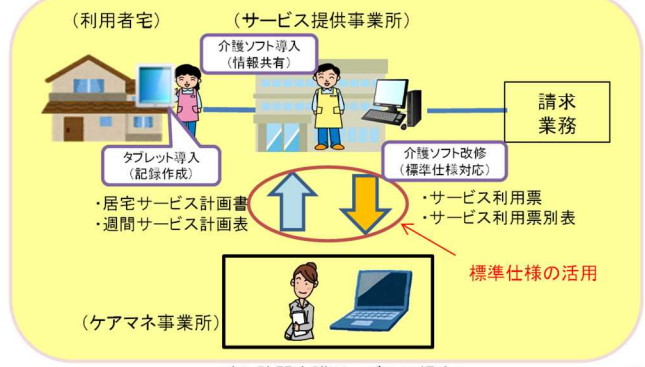 （利用者宅）
（サービス提供事業所）
介護ソフト導入
（情報共有）
請求
業務
タブレット導入
（記録作成）
介護ソフト改修
（標準仕様対応）
・居宅サービス計画書
・週間サービス計画表
・サービス利用票
・サービス利用票別表
標準仕様の活用
（ケアマネ事業所）